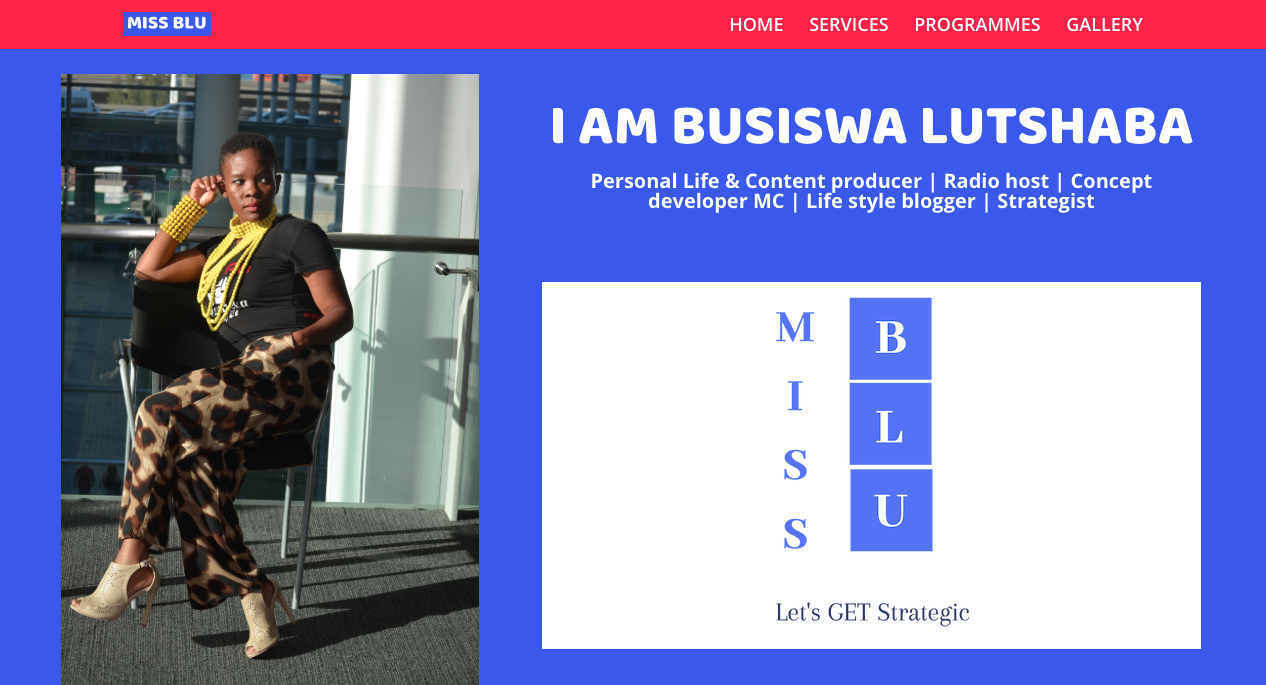 MISS BLU
HOME SERVICES PROGRAMMES GALLERY
I AM BUSISWA LUTSHABA
Personal Life & Content producer | Radio host | Concept
developer MC | Life style blogger | Strategist
M
I
S
S
B
L
U
Let's GET Strategic